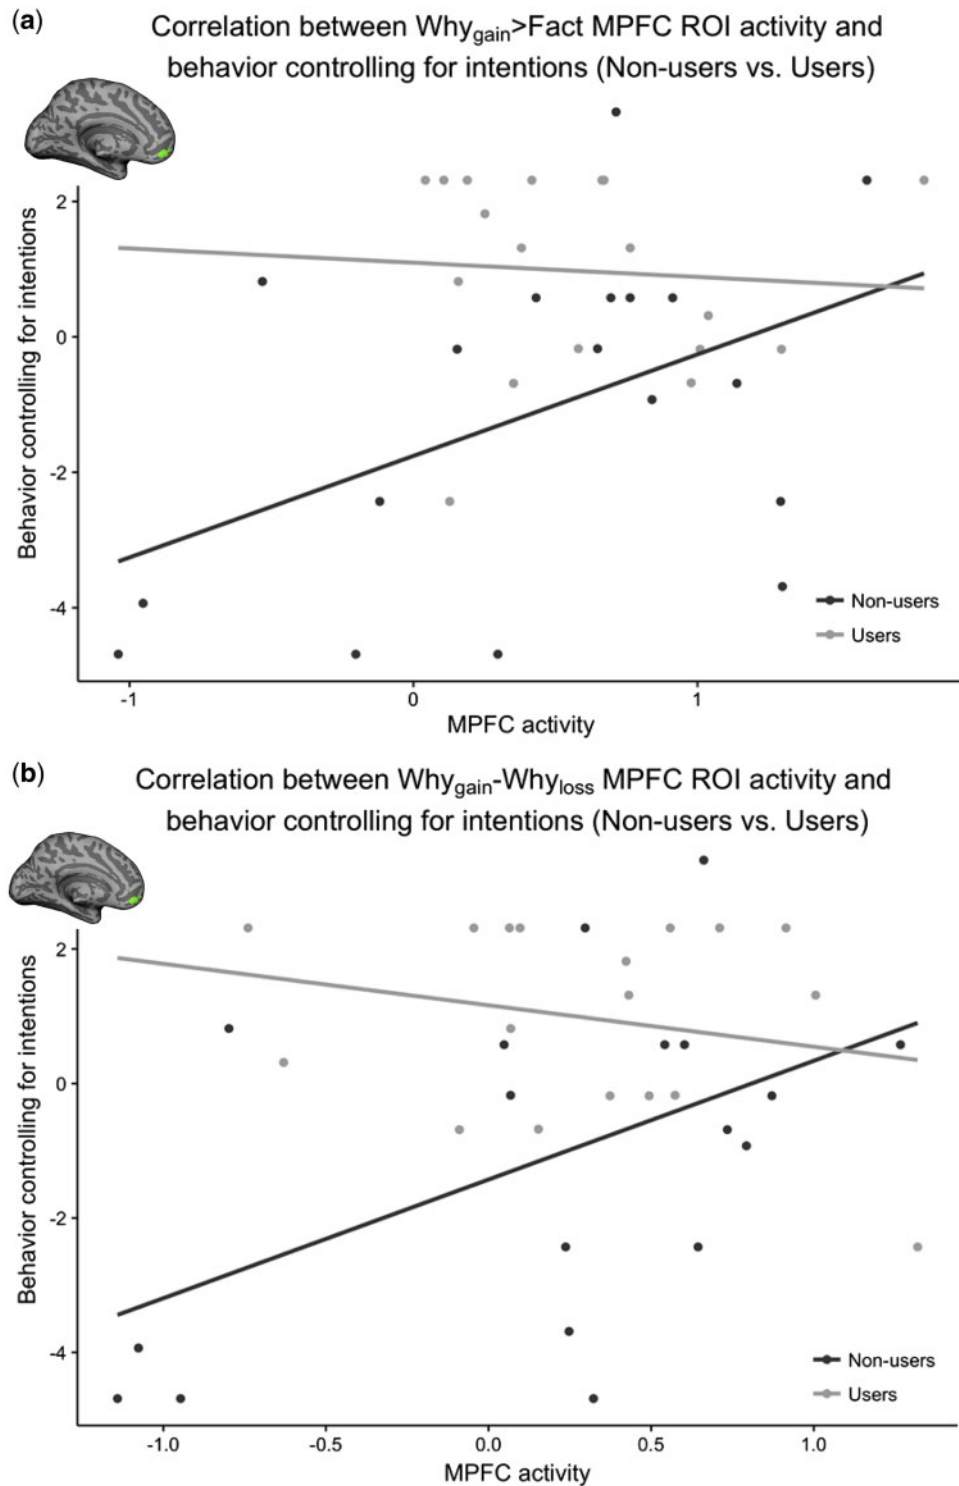 (a)
Correlation between Whygain>Fact MPFC ROI activity and
behavior controlling for intentions (Non-users vs. Users)
Behavior controlling for intentions
2
0
-2
-4
Non-users
Users
-1
0
1
MPFC activity
(b)
Correlation between Whygain-Whyloss MPFC ROI activity and
behavior controlling for intentions (Non-users vs. Users)
Behavior controlling for intentions
2
0
-2
-4
Non-users
Users
-1.0
-0.5
0.0
0.5
1.0
MPFC activity